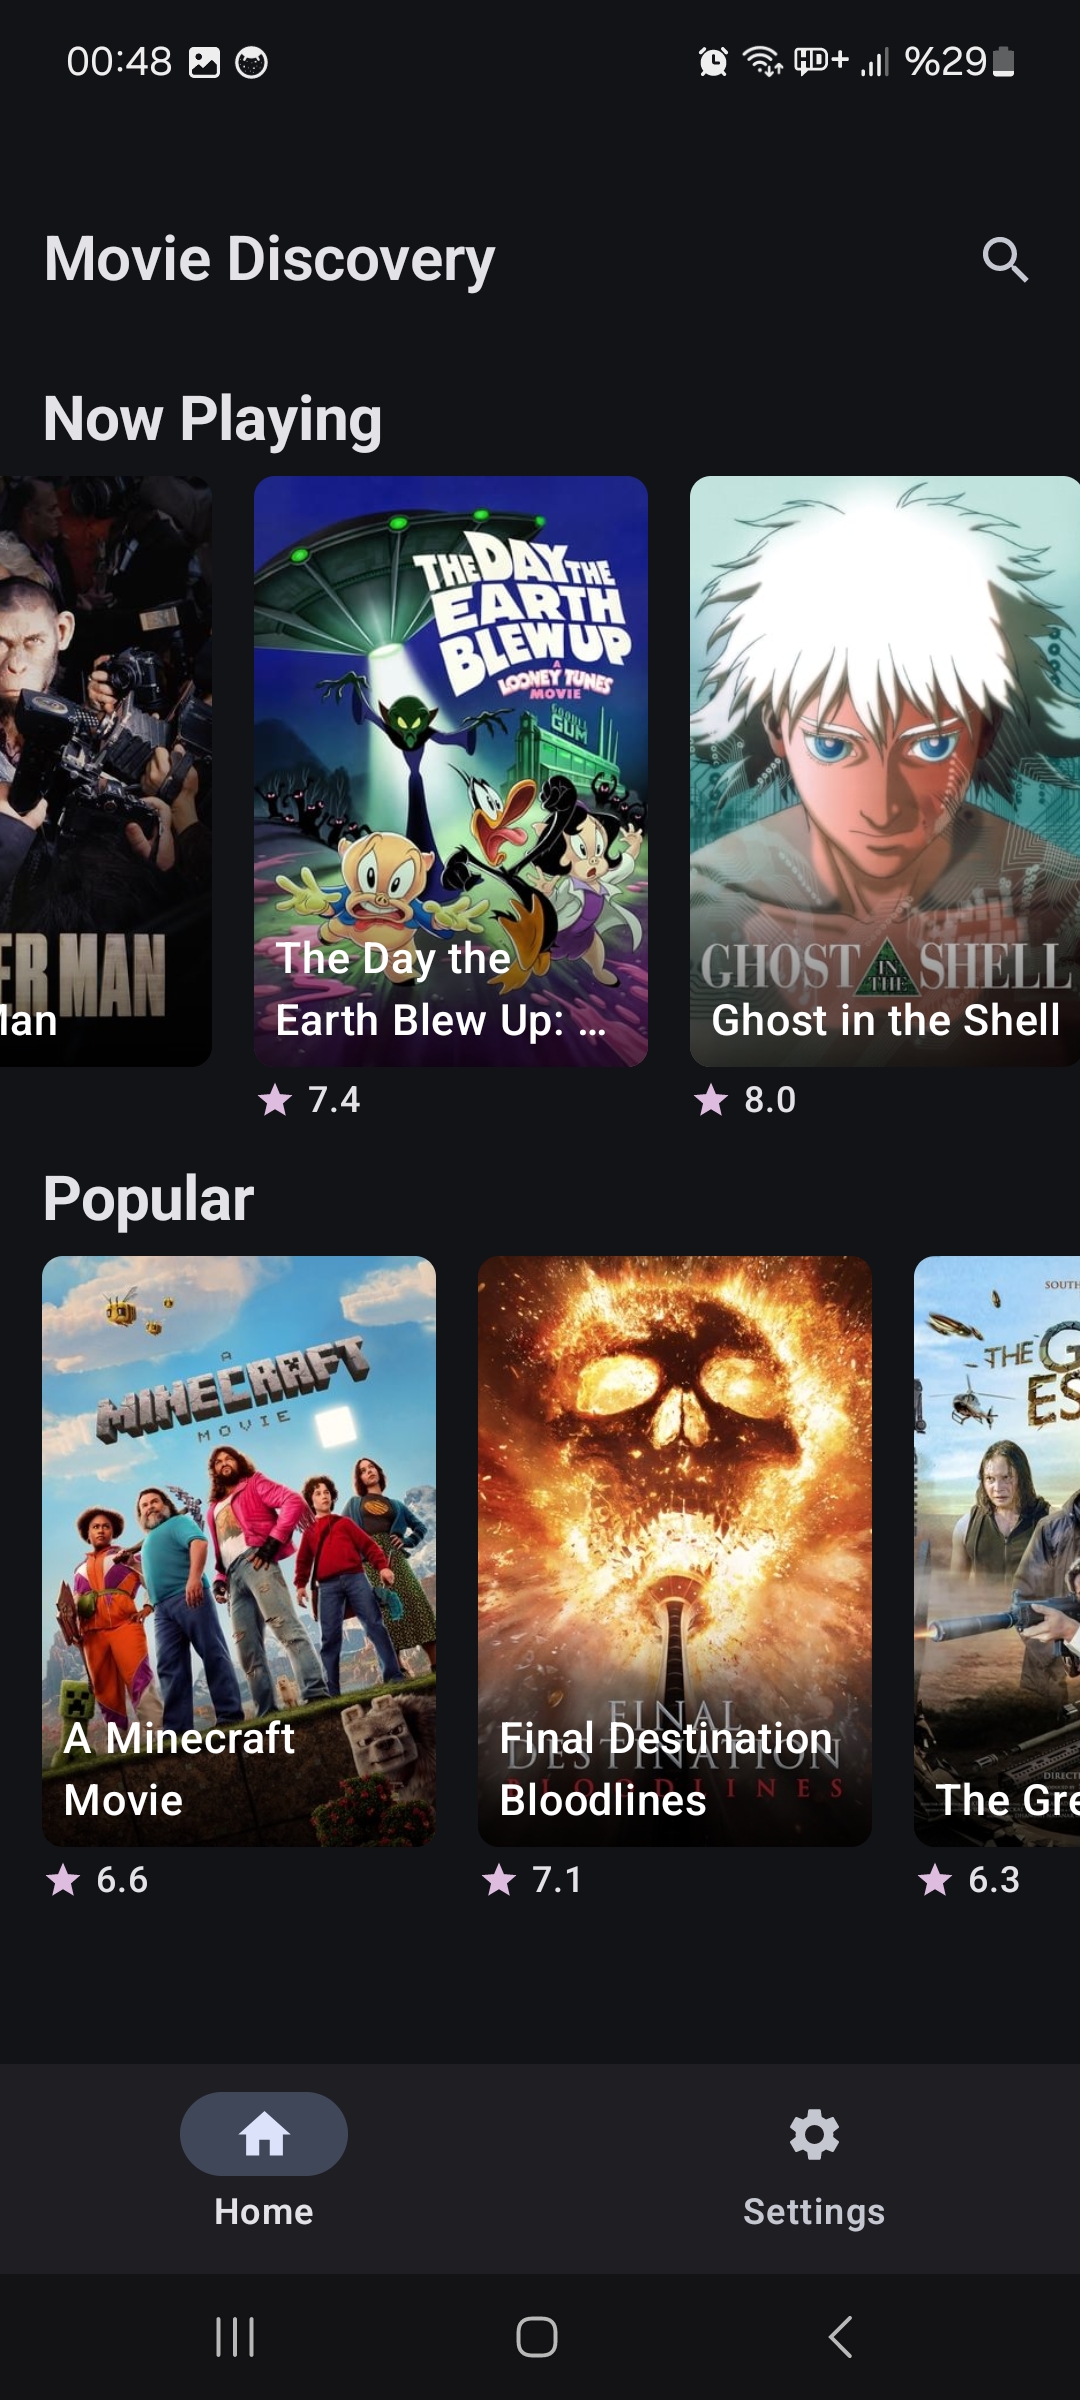 00:48 HD+ %29
Movie Discovery
Now Playing
ER MAN
THE DAY THE
EARTH
BLEW UP
A
LOONEY TUNES
MOVIE
GUM
The Day the
Earth Blew Up: ...
GHOST IN THE SHELL
Ghost in the Shell
7.4
8.0
Popular
A
MINECRAFT
MOVIE
A Minecraft
Movie
FINAL
DESTINATION
BLOODLINES
Final Destination
Bloodlines
SOUTH
THE G
ES
DIRECT
The Gre
6.6
7.1
6.3
Home
Settings